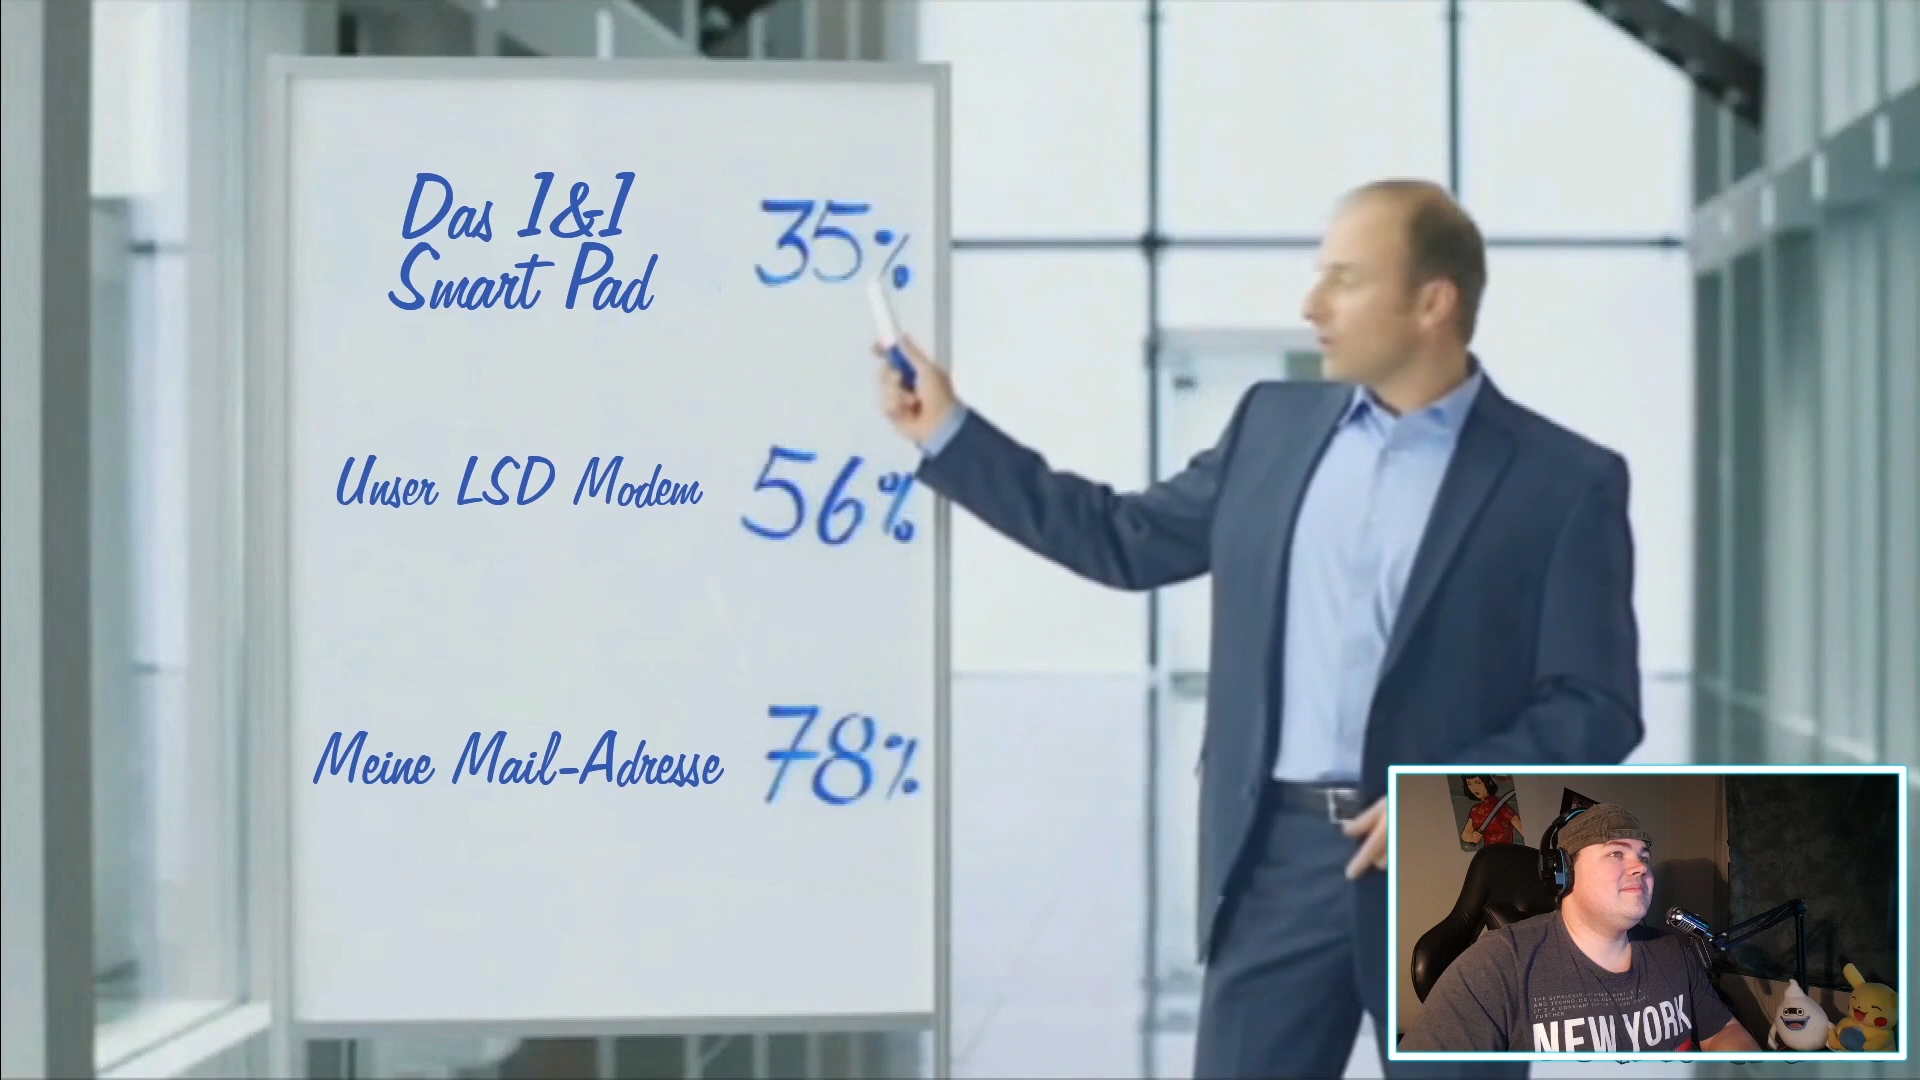 Das 1&1
Smart Pad
35%
Unser LSD Modem
56%
Meine Mail-Adresse
78%
NEW YORK